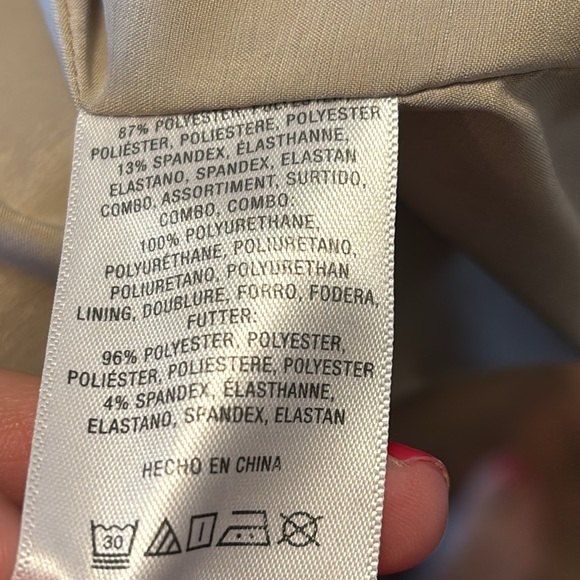 87% POLYESTER,
POLIÉSTER, POLIESTERE, POLYESTER
13% SPANDEX, ÉLASTHANNE,
ELASTANO, SPANDEX, ELASTAN
COMBO, ASSORTIMENT, SURTIDO,
COMBO, COMBO:
100% POLYURETHANE,
POLYURÉTHANE, POLIURETANO,
POLIURETANO, POLYURETHAN
LINING, DOUBLURE, FORRO, FODERA,
FUTTER:
96% POLYESTER, POLYESTER,
POLIÉSTER, POLIESTERE, POLYESTER
4% SPANDEX, ÉLASTHANNE,
ELASTANO, SPANDEX, ELASTAN
HECHO EN CHINA
30